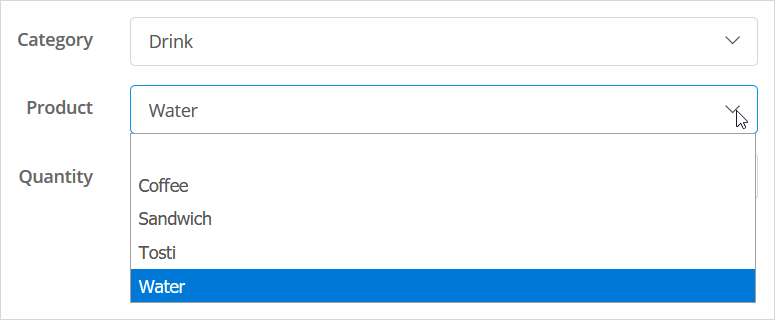 Category Drink
Product Water
Quantity
Coffee
Sandwich
Tosti
Water